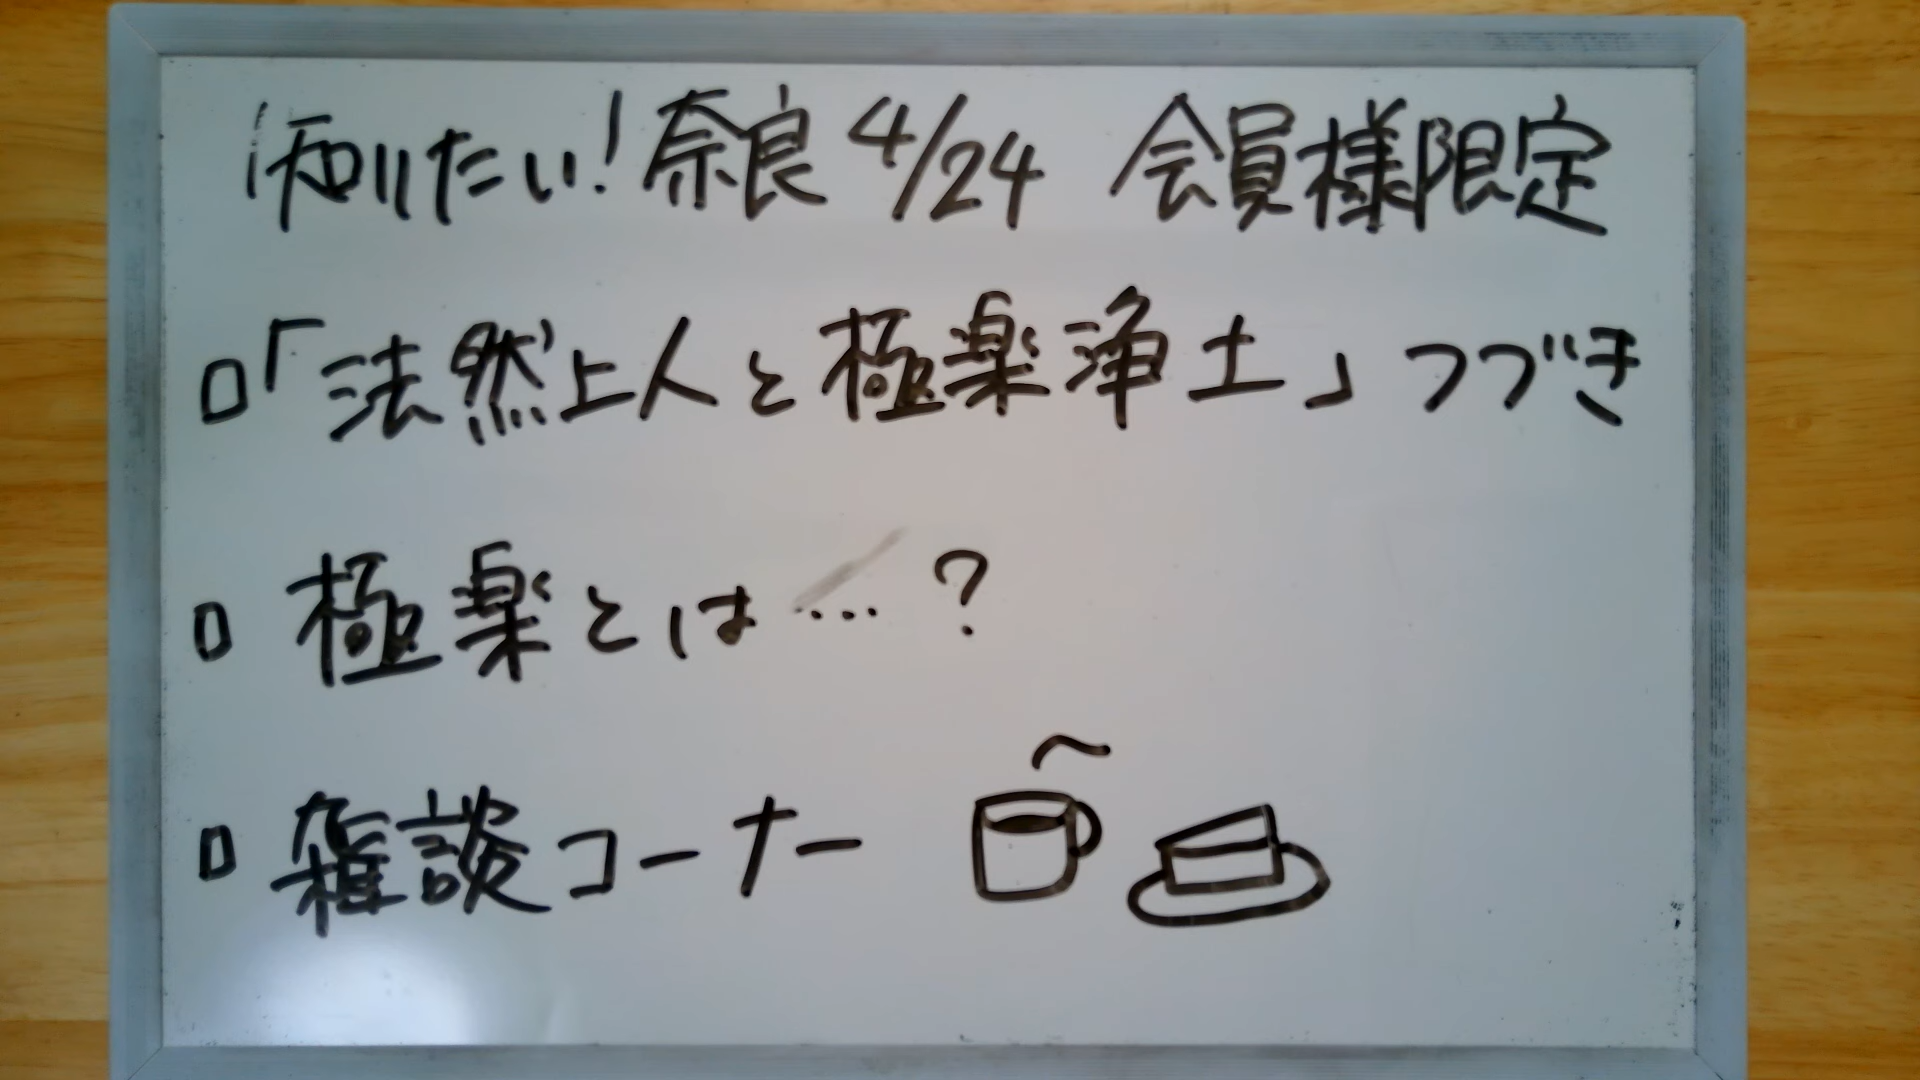 知りたい!奈良 4/24 会員様限定
□「法然上人と極楽浄土」つづき
□ 極楽とは‥‥?
□ 雑談コーナー